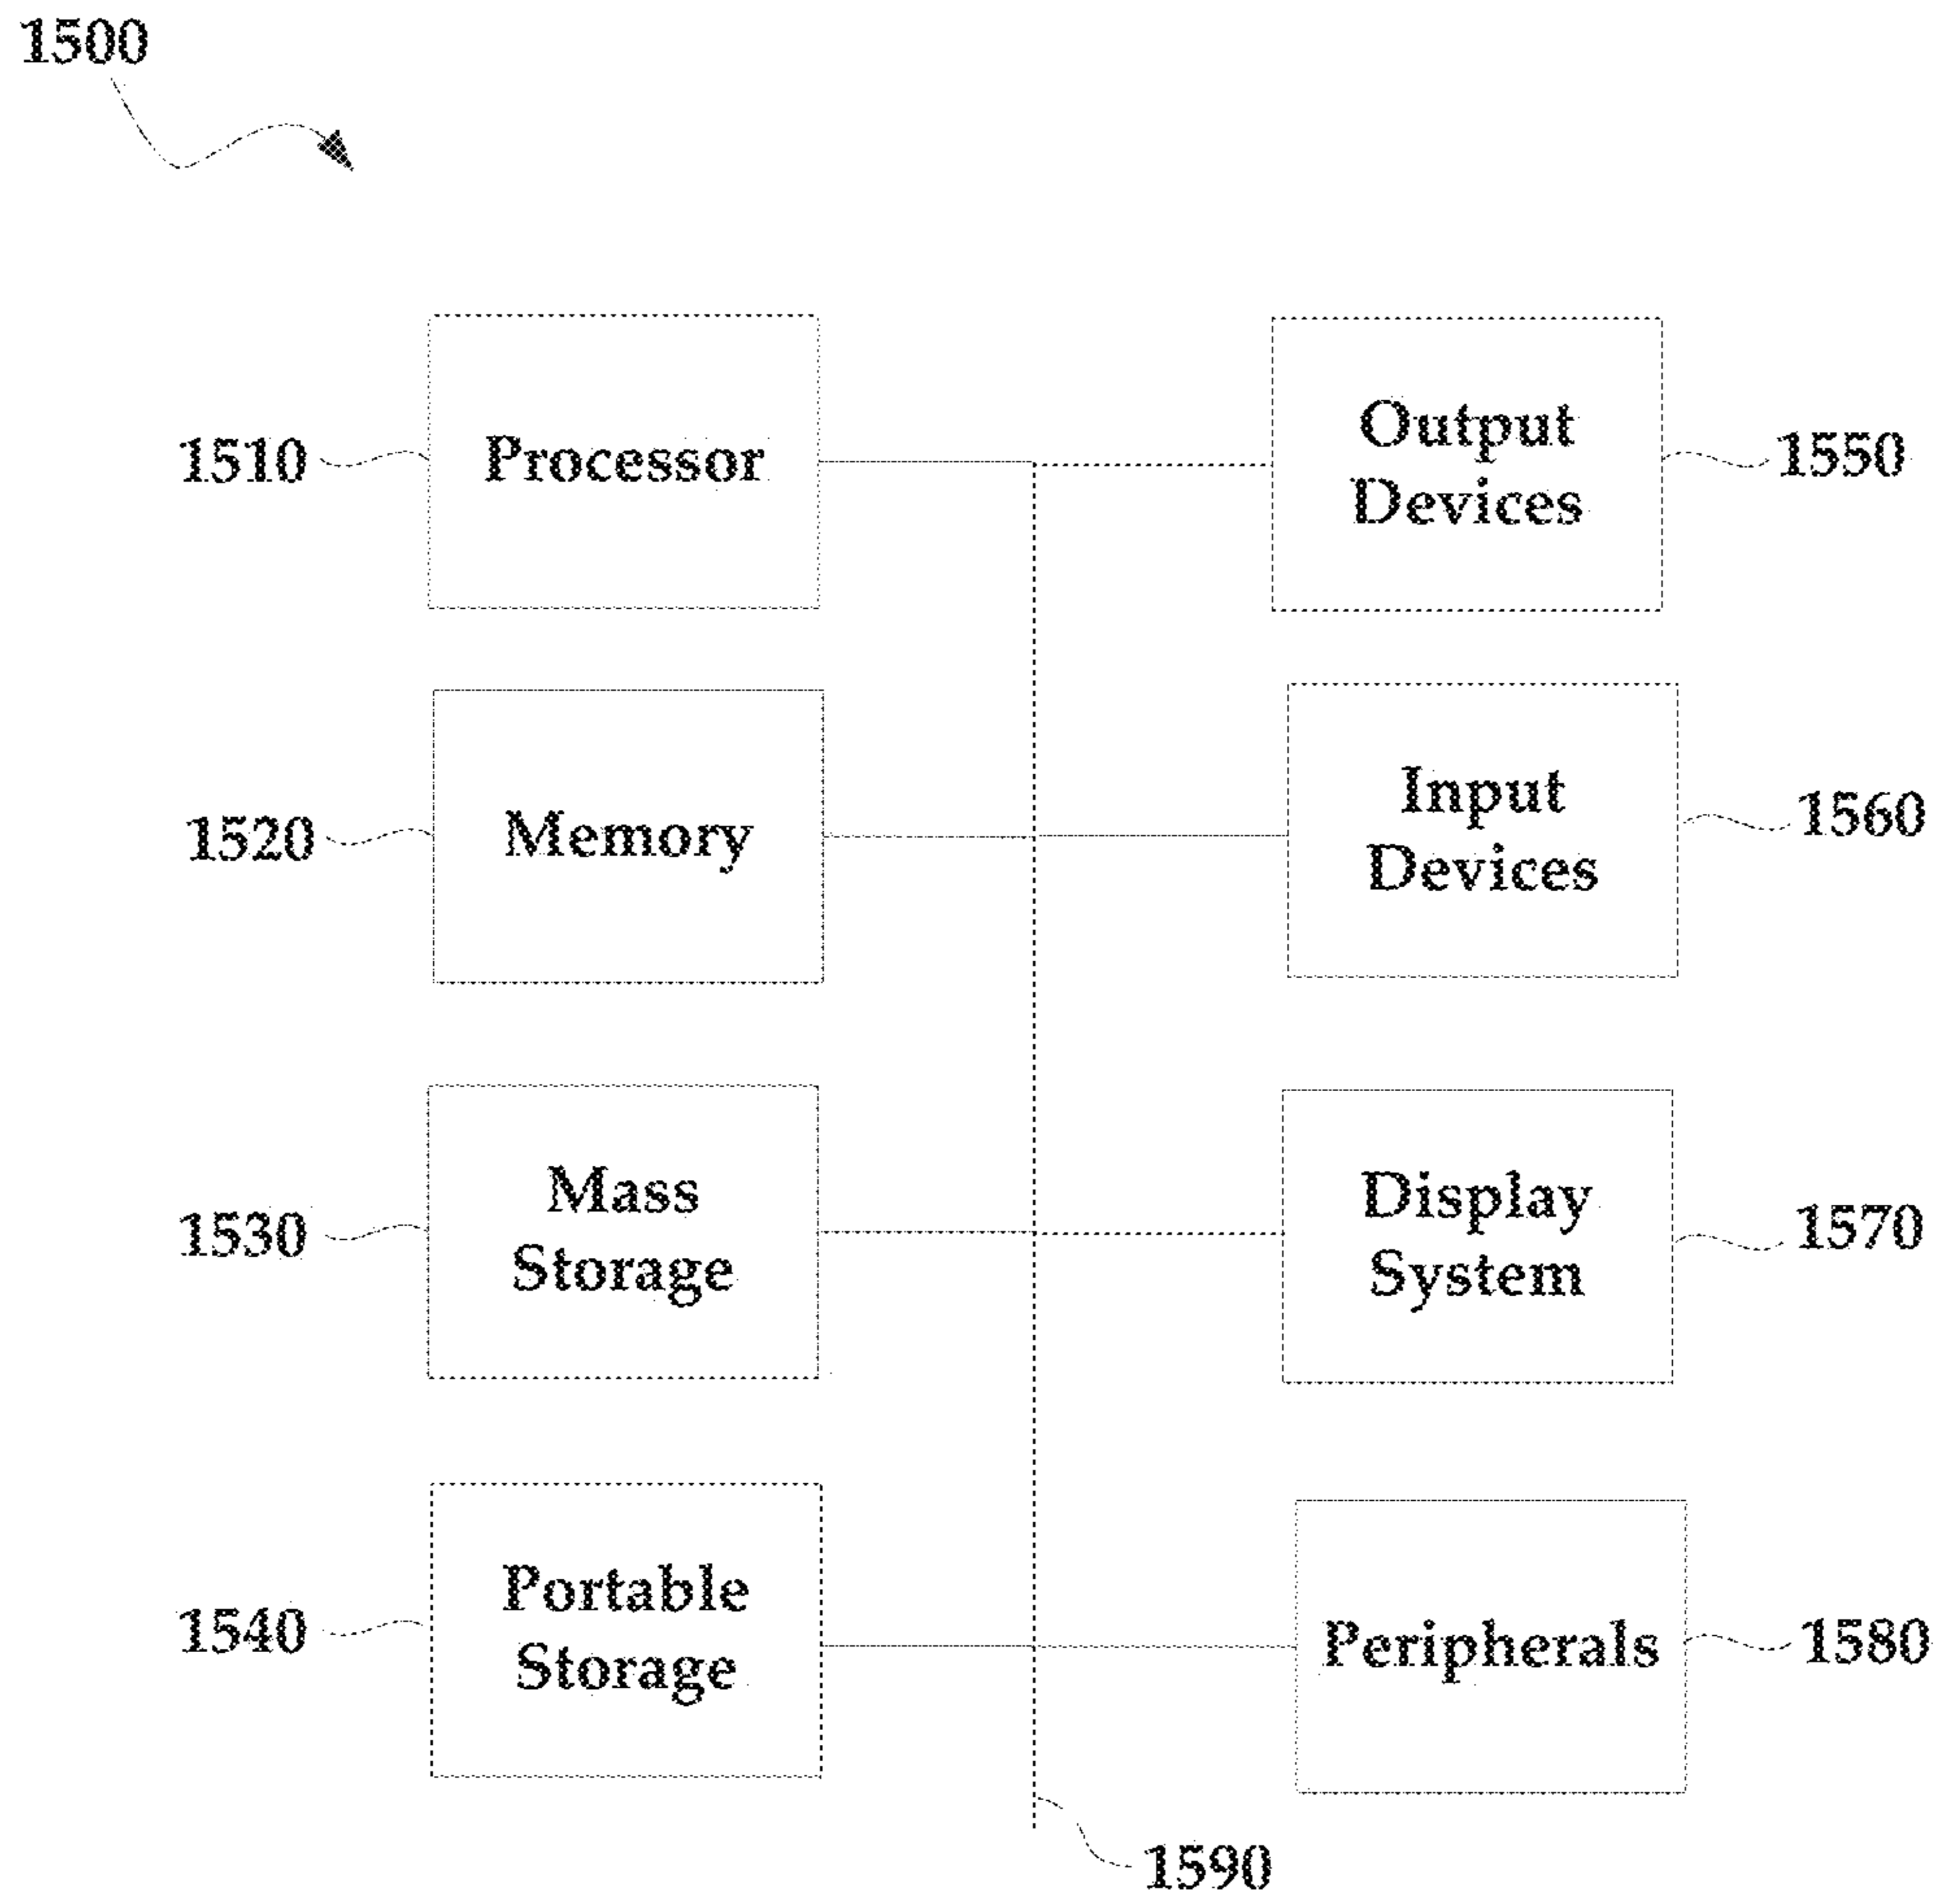 1500
1510
Processor
Output
Devices
1550
1520
Memory
Input
Devices
1560
1530
Mass
Storage
Display
System
1570
1540
Portable
Storage
Peripherals
1580
1590